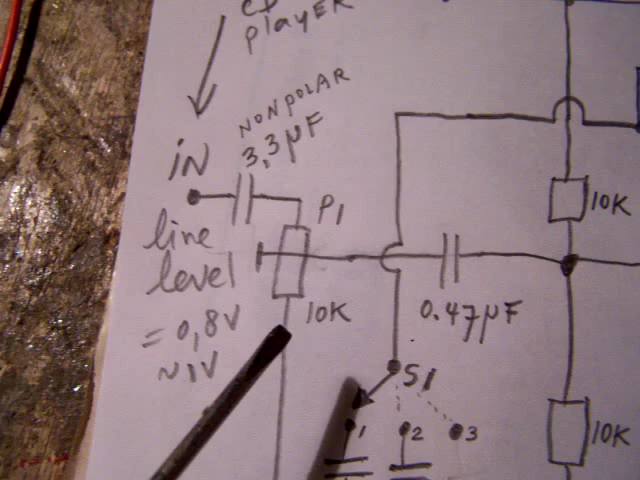 CD
player
NONPOLAR
3,3µF
iN
P1
line
level
= 0,8V
~1V
10K
0.47µF
10K
S1
1
2
3
10K